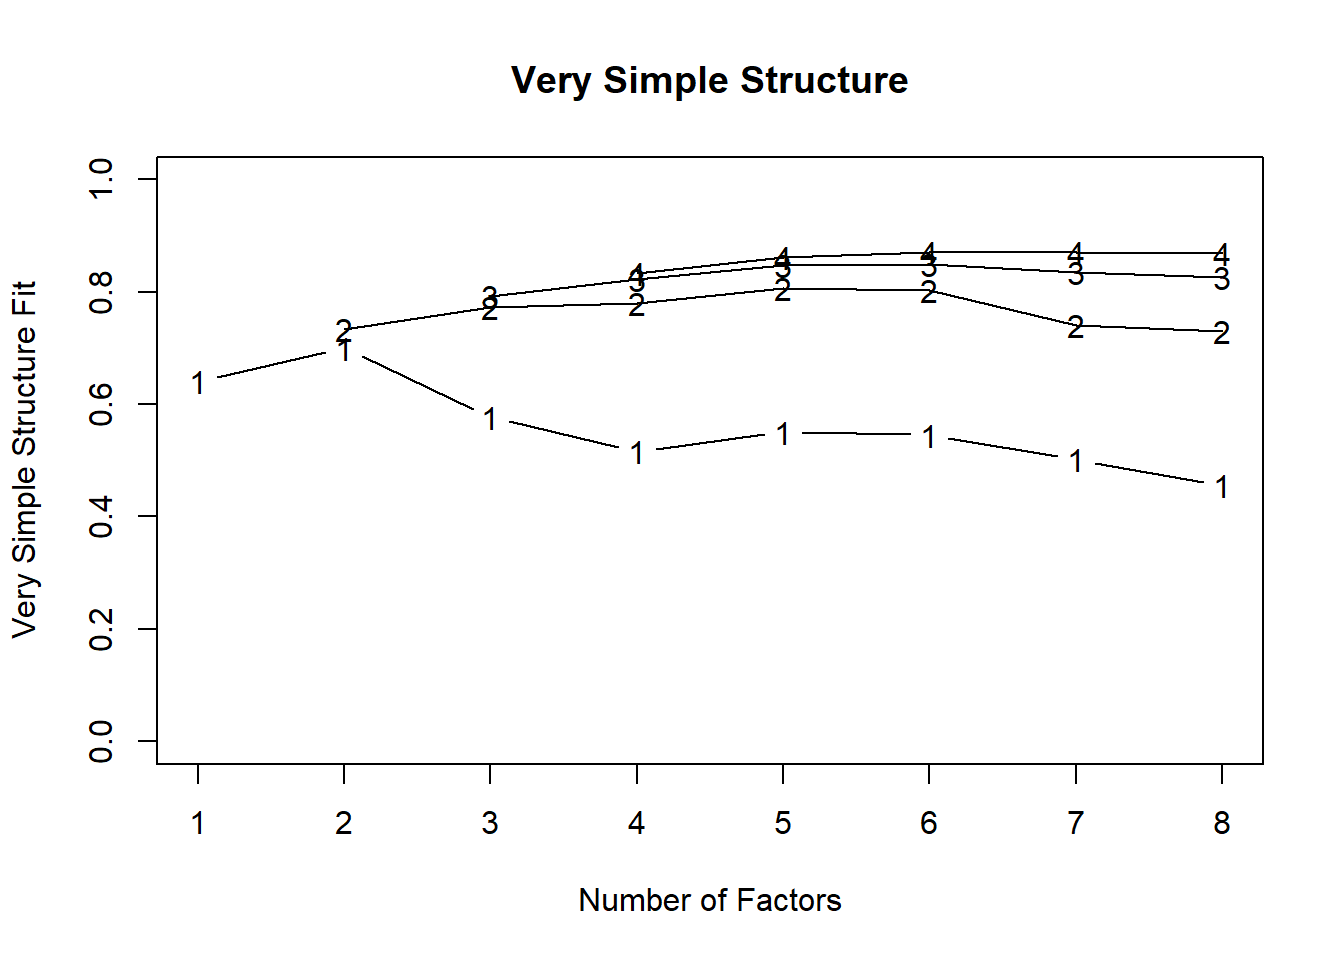 Very Simple Structure
Very Simple Structure Fit
1.0
0.8
0.6
0.4
0.2
0.0
4 4 4 4 4
3 3 3 3 3 3
2 2 2 2 2 2 2
1 1 1 1 1 1 1 1
1 2 3 4 5 6 7 8
Number of Factors